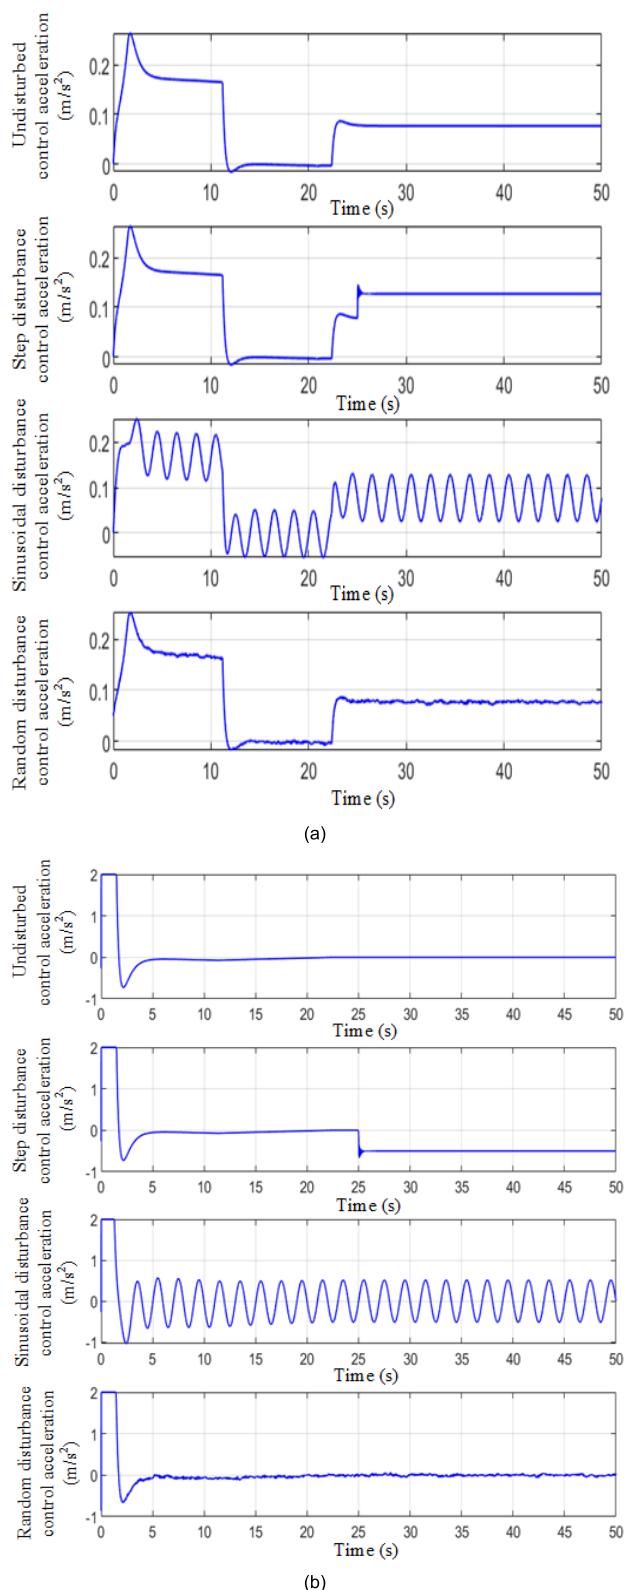 Undisturbed
control acceleration
(m/s²)
0.2
0.1
0
0 10 20 30 40 50
Time (s)
Step disturbance
control acceleration
(m/s²)
0.2
0.1
0
0 10 20 30 40 50
Time (s)
Sinusoidal disturbance
control acceleration
(m/s²)
0.2
0.1
0
0 10 20 30 40 50
Time (s)
Random disturbance
control acceleration
(m/s²)
0.2
0.1
0
0 10 20 30 40 50
Time (s)
(a)
Undisturbed
control acceleration
(m/s²)
2
1
0
-1
0 5 10 15 20 25 30 35 40 45 50
Time (s)
Step disturbance
control acceleration
(m/s²)
2
1
0
-1
0 5 10 15 20 25 30 35 40 45 50
Time (s)
Sinusoidal disturbance
control acceleration
(m/s²)
2
1
0
-1
0 5 10 15 20 25 30 35 40 45 50
Time (s)
Random disturbance
control acceleration
(m/s²)
2
1
0
-1
0 5 10 15 20 25 30 35 40 45 50
Time (s)
(b)